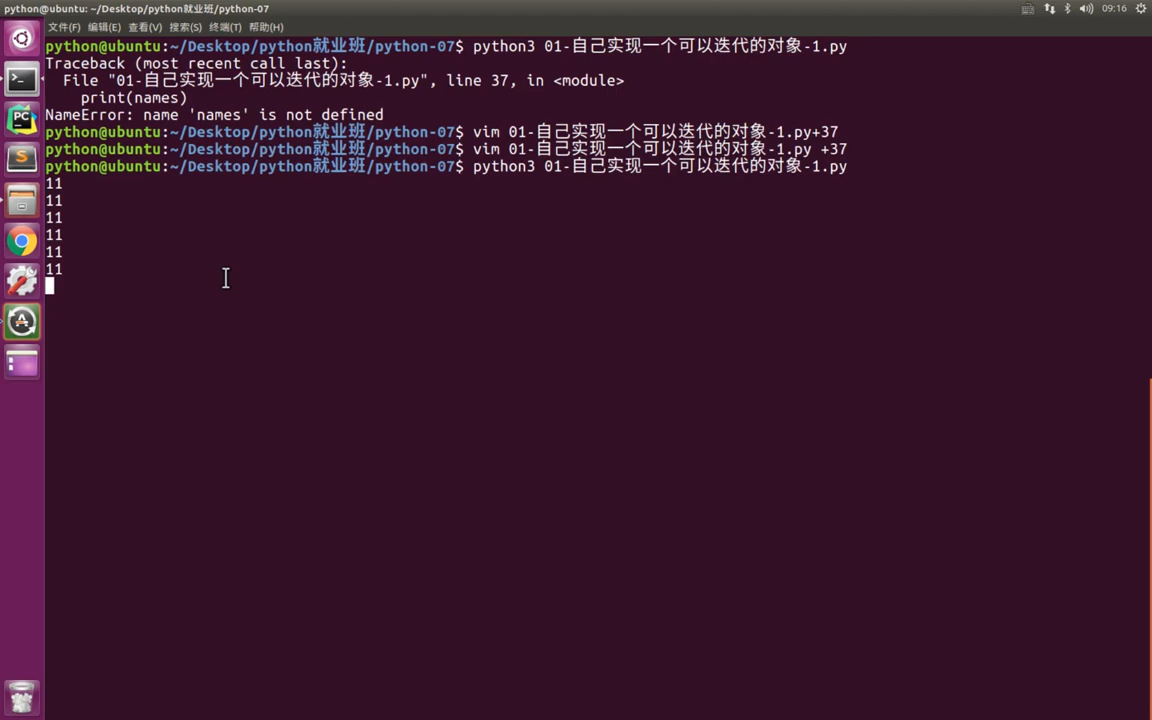 python@ubuntu: ~/Desktop/python就业班/python-07
09:16
文件(F) 编辑(E) 查看(V) 搜索(S) 终端(T) 帮助(H)
python@ubuntu:~/Desktop/python就业班/python-07$ python3 01-自己实现一个可以迭代的对象-1.py
Traceback (most recent call last):
  File "01-自己实现一个可以迭代的对象-1.py", line 37, in <module>
    print(names)
NameError: name 'names' is not defined
python@ubuntu:~/Desktop/python就业班/python-07$ vim 01-自己实现一个可以迭代的对象-1.py+37
python@ubuntu:~/Desktop/python就业班/python-07$ vim 01-自己实现一个可以迭代的对象-1.py +37
python@ubuntu:~/Desktop/python就业班/python-07$ python3 01-自己实现一个可以迭代的对象-1.py
11
11
11
11
11
11
PC
S
A